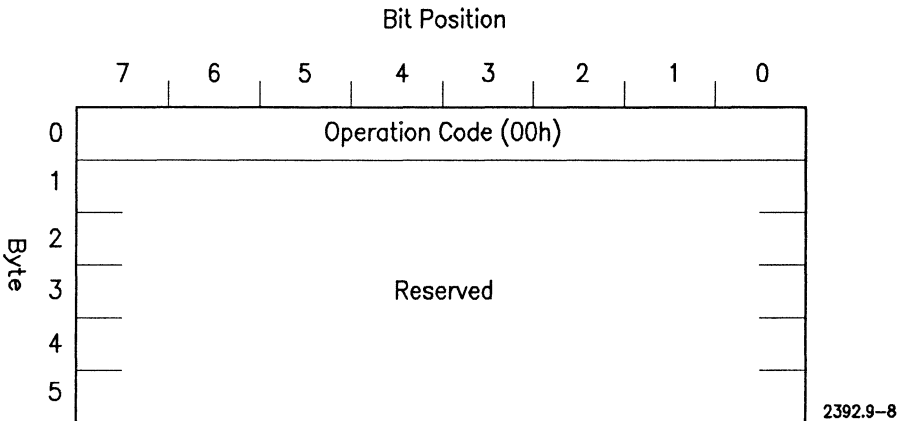 Bit Position
7 6 5 4 3 2 1 0
0 Operation Code (00h)
1
2
Byte
3 Reserved
4
5
2392.9-8